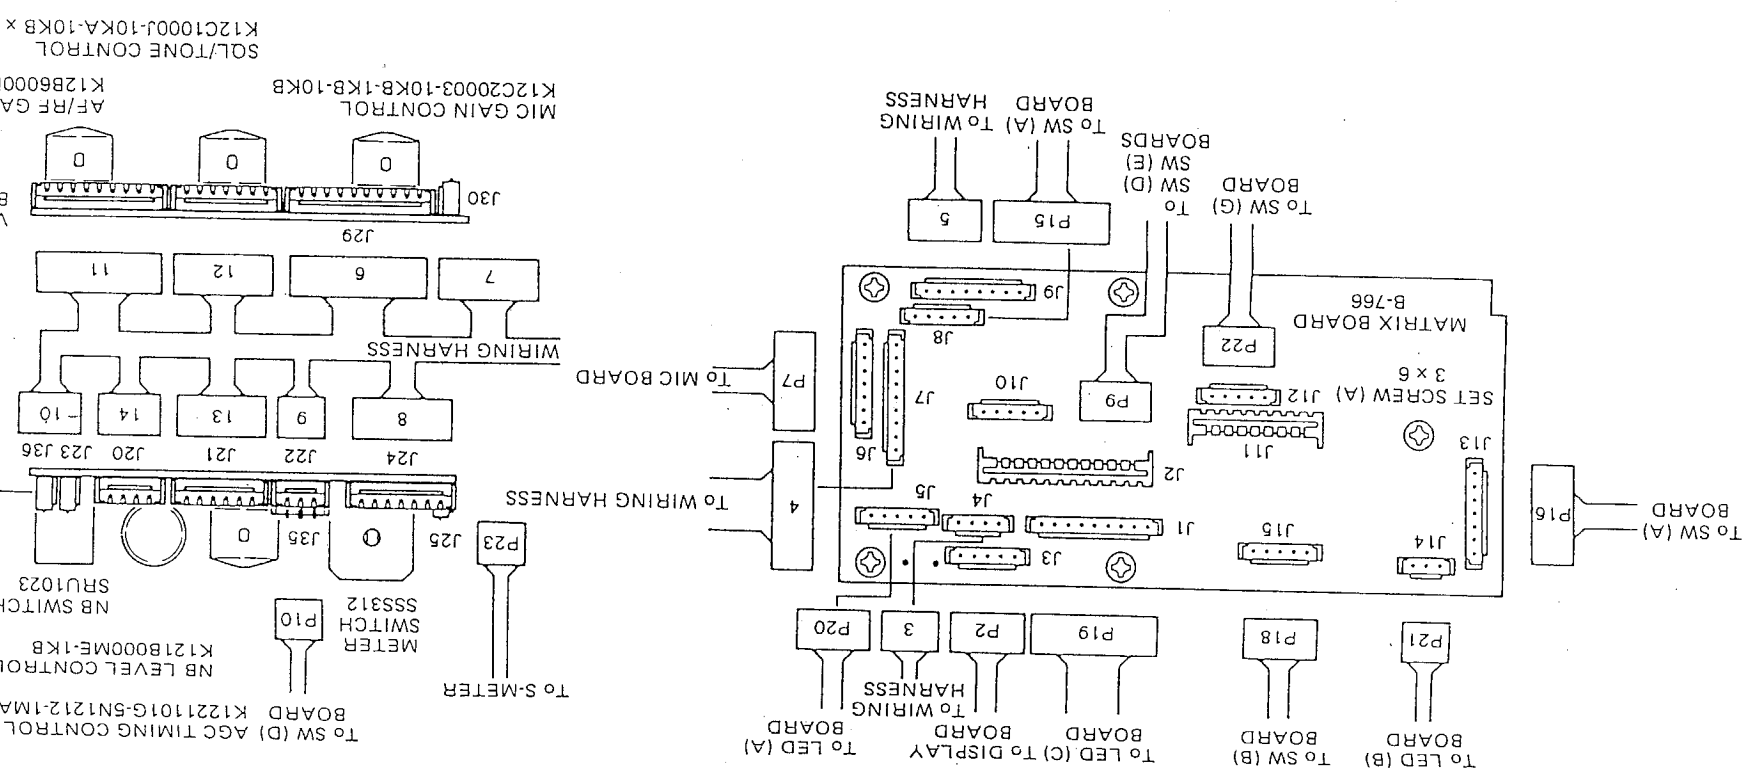 To LED (B)
BOARD
To SW (B)
BOARD
To LED (C)
BOARD
To DISPLAY
BOARD
To WIRING
HARNESS
To LED (A)
BOARD
P21
P18
P19
P2
3
P20
To SW (A)
BOARD
P16
J14
J15
J3
J1
J4
J5
J13
J11
J2
J6
J12
J10
J7
SET SCREW (A)
3 × 6
P22
P9
J8
J9
MATRIX BOARD
B-766
To SW (G)
BOARD
To
SW (D)
SW (E)
BOARDS
P15
5
To SW (A)
BOARD
To WIRING
HARNESS
4
To WIRING HARNESS
P7
To MIC BOARD
To S-METER
P23
To SW (D)
BOARD
P10
AGC TIMING CONTROL
K1221101G-5N1212-1MA
NB LEVEL CONTROL
K121B000ME-1KB
METER
SWITCH
SSS312
NB SWITCH
SRU1023
J25
J35
J24
J22
J21
J20
J23
J36
8
9
13
14
10
WIRING HARNESS
7
6
12
11
J29
J30
MIC GAIN CONTROL
K12C20003-10KB-1KB-10KB
AF/RF GA
K12B6000
SQL/TONE CONTROL
K12C1000J-10KA-10KB ×